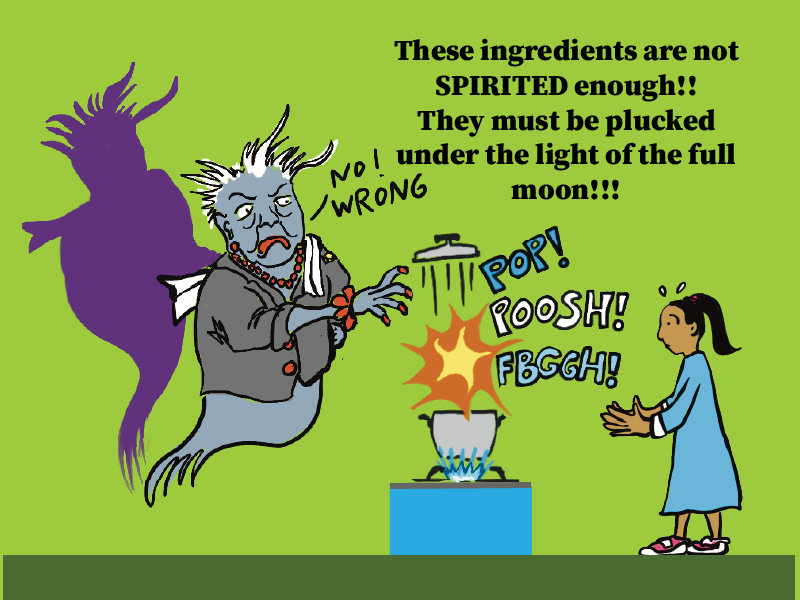 These ingredients are not
SPIRITED enough!!
They must be plucked
under the light of the full
moon!!!
NO!
WRONG
POP!
POOSH!
FBGGH!